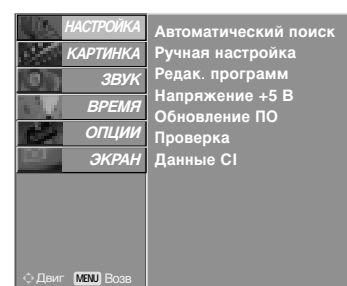 НАСТРОЙКА
КАРТИНКА
ЗВУК
ВРЕМЯ
ОПЦИИ
ЭКРАН
Автоматический поиск
Ручная настройка
Редак. программ
Напряжение +5 В
Обновление ПО
Проверка
Данные CI
Двиг MENU Возв